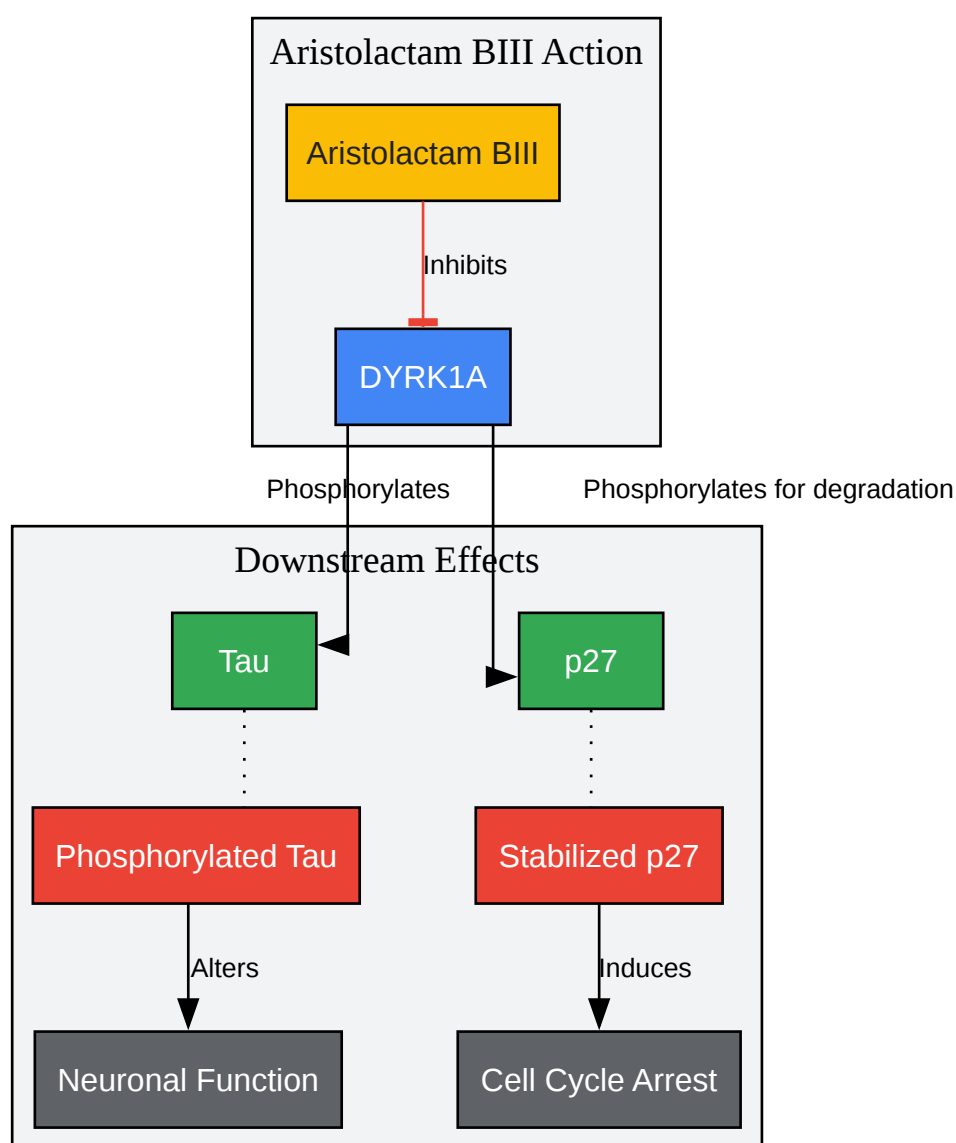 Aristolactam BIII Action
Aristolactam BIII
Inhibits
DYRK1A
Phosphorylates
Phosphorylates for degradation
Downstream Effects
Tau
p27
Phosphorylated Tau
Stabilized p27
Alters
Induces
Neuronal Function
Cell Cycle Arrest